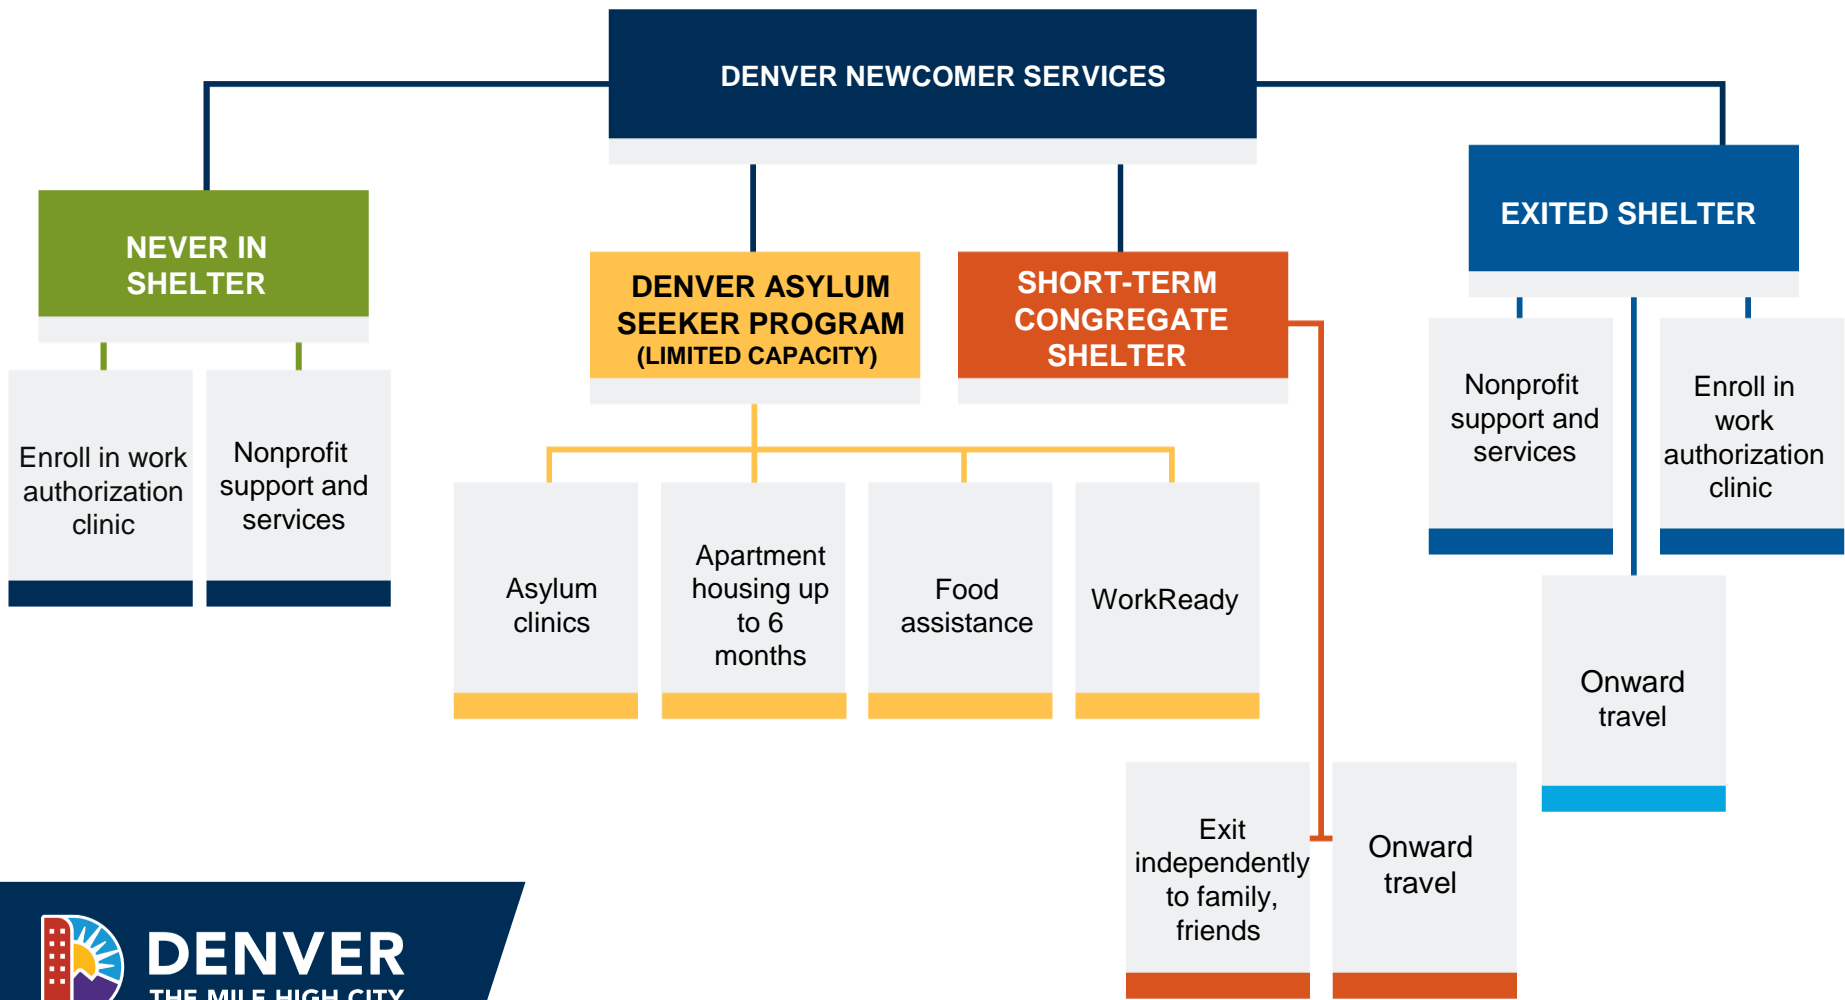 DENVER NEWCOMER SERVICES
NEVER IN
SHELTER
Enroll in work
authorization
clinic
Nonprofit
support and
services
DENVER ASYLUM
SEEKER PROGRAM
(LIMITED CAPACITY)
Asylum
clinics
Apartment
housing up
to 6
months
Food
assistance
WorkReady
SHORT-TERM
CONGREGATE
SHELTER
Exit
independently
to family,
friends
Onward
travel
EXITED SHELTER
Nonprofit
support and
services
Onward
travel
Enroll in
work
authorization
clinic
DENVER
THE MILE HIGH CITY